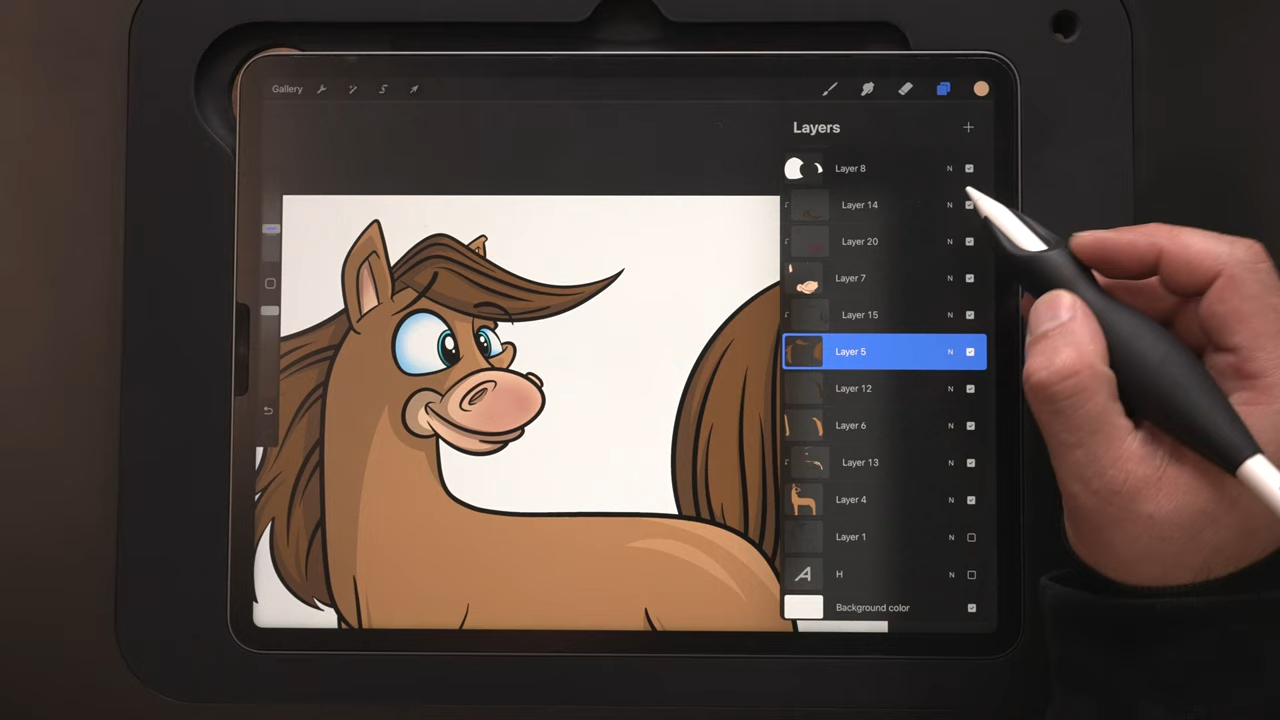 Gallery
Layers
Layer 8 N
Layer 14 N
Layer 20 N
Layer 7 N
Layer 15 N
Layer 5 N
Layer 12 N
Layer 6 N
Layer 13 N
Layer 4 N
Layer 1 N
A H N
Background color